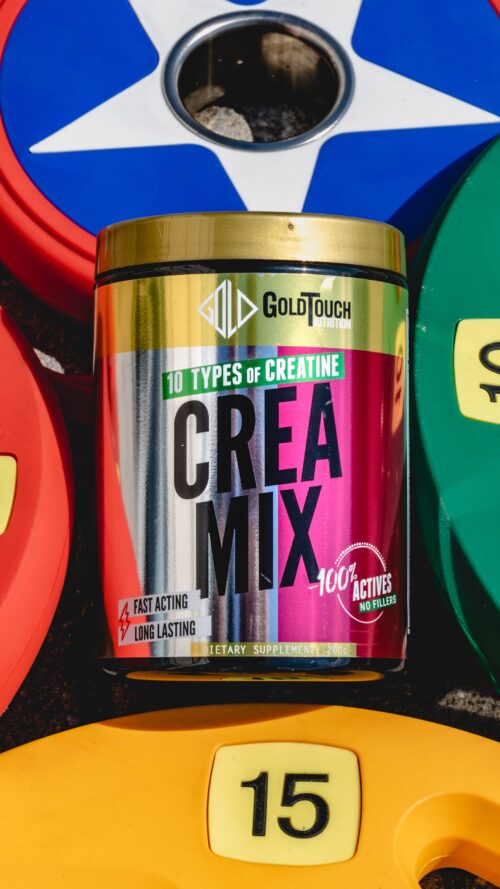 GOLD
GOLDTOUCH
NUTRITION
10 TYPES OF CREATINE
CREA
MIX
100%
ACTIVES
NO FILLERS
FAST ACTING
LONG LASTING
DIETARY SUPPLEMENT 200g
15